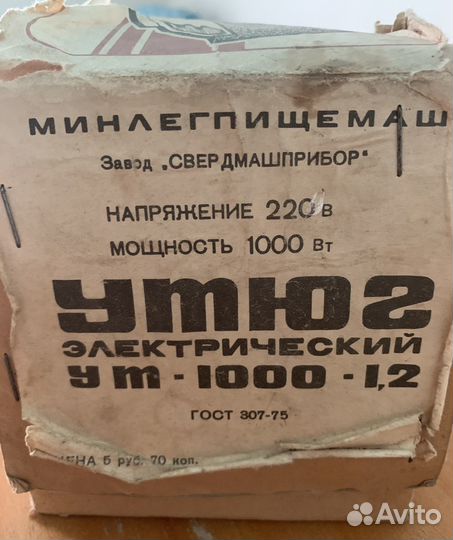 МИНЛЕГПИЩЕМАШ
Завод „СВЕРДМАШПРИБОР"
НАПРЯЖЕНИЕ 220 В
МОЩНОСТЬ 1000 Вт
УТЮГ
ЭЛЕКТРИЧЕСКИЙ
УТ-1000-1,2
ГОСТ 307-75
ЦЕНА 5 руб. 70 коп.
Avito